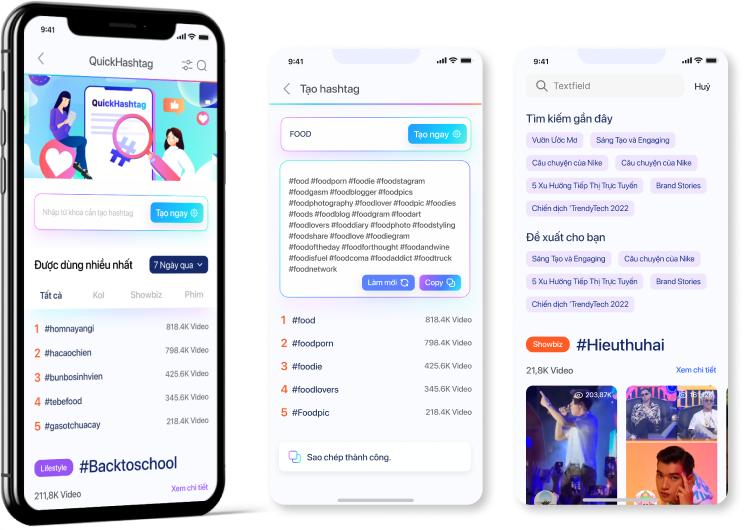 9:41
QuickHashtag
QuickHashtag
#
Nhập từ khoá cần tạo hashtag
Tạo ngay
Được dùng nhiều nhất
7 Ngày qua
Tất cả
Kol
Showbiz
Phim
1 #homnayangi 818.4K Video
2 #hacaochien 798.4K Video
3 #bunbosinhvien 425.6K Video
4 #tebefood 345.6K Video
5 #gasotchuacay 218.4K Video
Lifestyle
#Backtoschool
211,8K Video
Xem chi tiết
9:41
Tạo hashtag
FOOD
Tạo ngay
#food #foodporn #foodie #foodstagram
#foodgasm #foodblogger #foodpics
#foodphotography #foodlover #foodpic #foodies
#foods #foodblog #foodgram #foodart
#foodlovers #fooddiary #foodphoto #foodstyling
#foodshare #foodlove #foodiegram
#foodoftheday #foodforthought #foodandwine
#foodisfuel #foodcoma #foodaddict #foodtruck
#foodnetwork
Làm mới
Copy
1 #food 818.4K Video
2 #foodporn 798.4K Video
3 #foodie 425.6K Video
4 #foodlovers 345.6K Video
5 #Foodpic 218.4K Video
Sao chép thành công.
9:41
Textfield
Huỷ
Tìm kiếm gần đây
Vườn Ước Mơ
Sáng Tạo và Engaging
Câu chuyện của Nike
Câu chuyện của Nike
5 Xu Hướng Tiếp Thị Trực Tuyến
Brand Stories
Chiến dịch 'TrendyTech 2022
Đề xuất cho bạn
Sáng Tạo và Engaging
Câu chuyện của Nike
5 Xu Hướng Tiếp Thị Trực Tuyến
Brand Stories
Chiến dịch 'TrendyTech 2022
Showbiz
#Hieuthuhai
21,8K Video
Xem chi tiết
203,87K